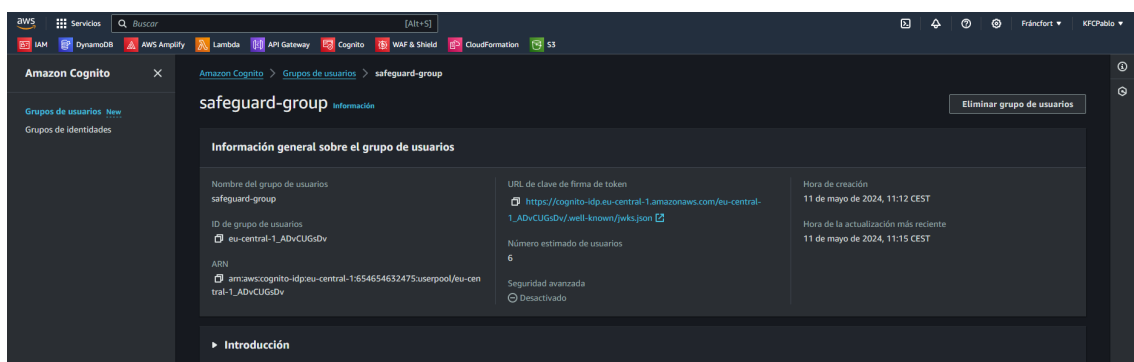 aws
Servicios
Buscar
[Alt+S]
Fráncfort ▼
KFCPablo ▼
IAM
DynamoDB
AWS Amplify
Lambda
API Gateway
Cognito
WAF & Shield
CloudFormation
S3
Amazon Cognito
Grupos de usuarios New
Grupos de identidades
Amazon Cognito > Grupos de usuarios > safeguard-group
safeguard-group Información
Eliminar grupo de usuarios
Información general sobre el grupo de usuarios
Nombre del grupo de usuarios
safeguard-group
ID de grupo de usuarios
eu-central-1_ADvCUGsDv
ARN
arn:aws:cognito-idp:eu-central-1:654654632475:userpool/eu-cen
tral-1_ADvCUGsDv
URL de clave de firma de token
https://cognito-idp.eu-central-1.amazonaws.com/eu-central-
1_ADvCUGsDv/.well-known/jwks.json
Número estimado de usuarios
6
Seguridad avanzada
Desactivado
Hora de creación
11 de mayo de 2024, 11:12 CEST
Hora de la actualización más reciente
11 de mayo de 2024, 11:15 CEST
Introducción